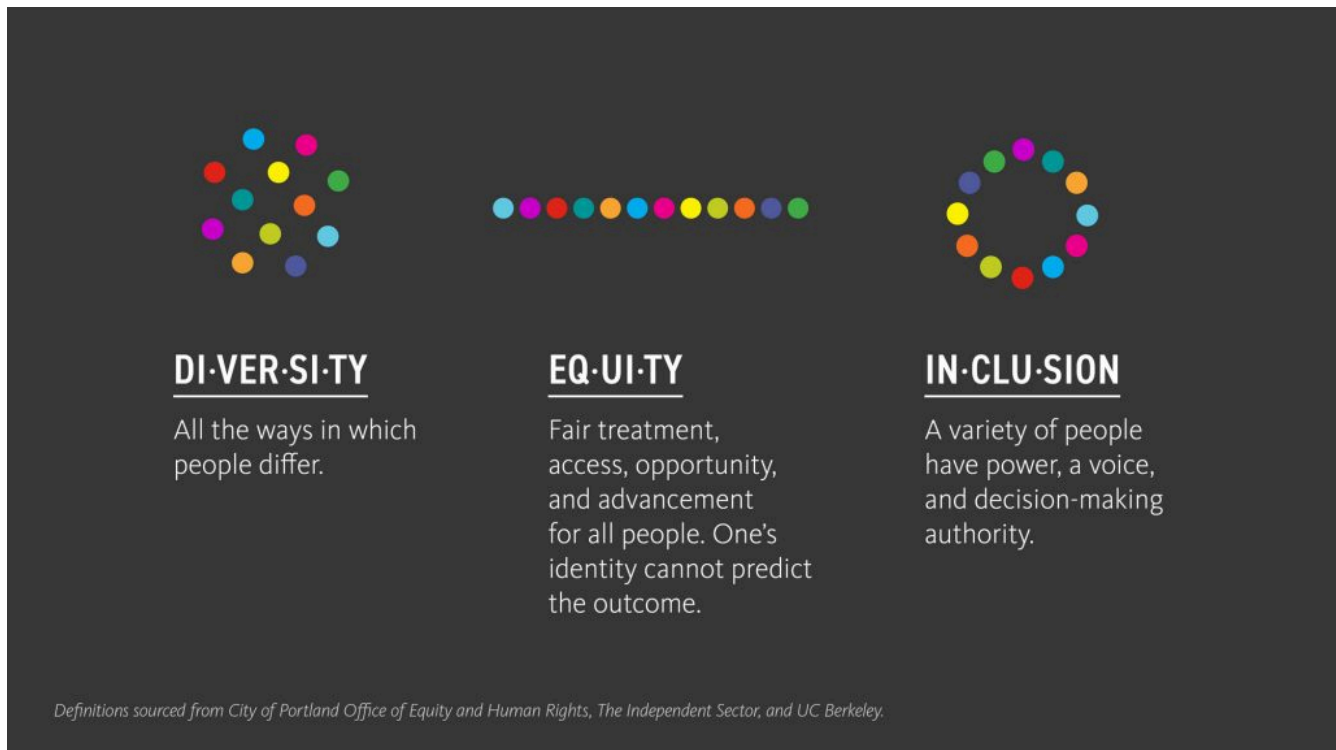 DI·VER·SI·TY
All the ways in which
people differ.
EQ·UI·TY
Fair treatment,
access, opportunity,
and advancement
for all people. One’s
identity cannot predict
the outcome.
IN·CLU·SION
A variety of people
have power, a voice,
and decision-making
authority.
Definitions sourced from City of Portland Office of Equity and Human Rights, The Independent Sector, and UC Berkeley.